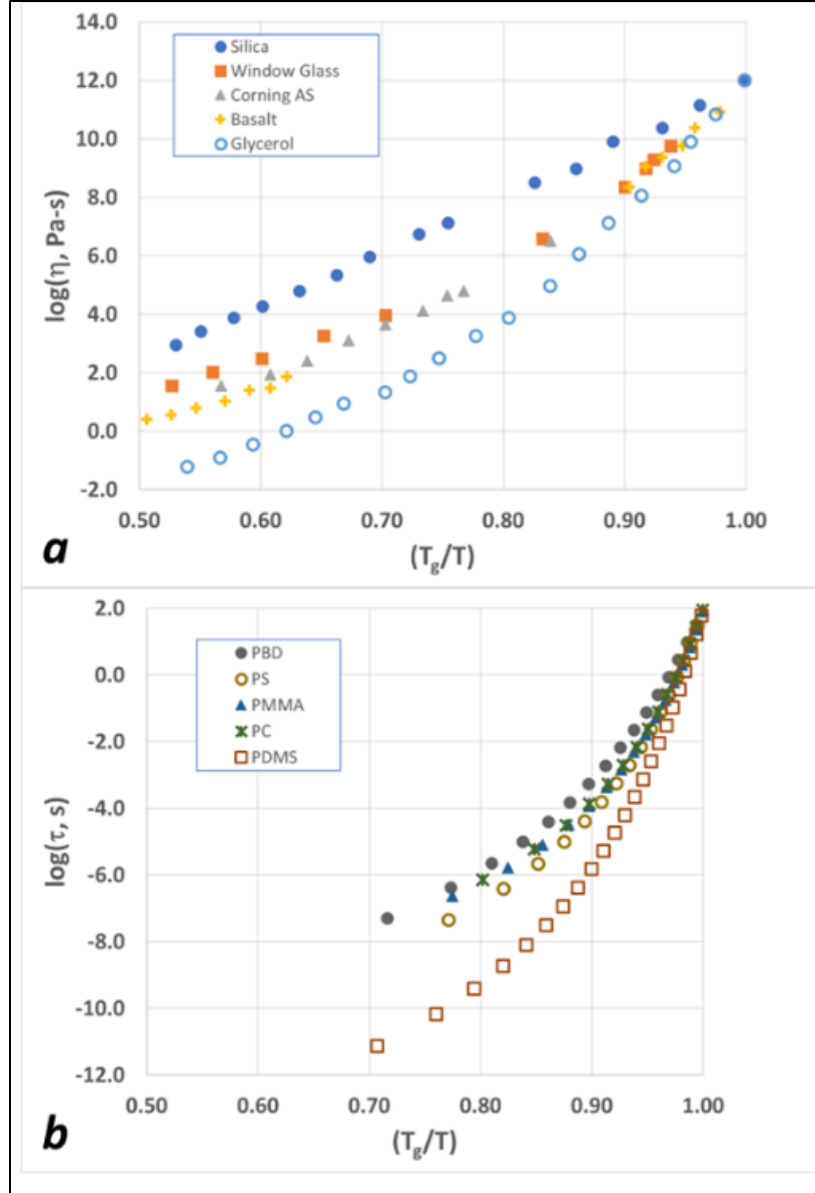 14.0
12.0
10.0
8.0
6.0
4.0
2.0
0.0
-2.0
log(η, Pa-s)
Silica
Window Glass
Corning AS
Basalt
Glycerol
0.50 0.60 0.70 0.80 0.90 1.00
(Tg/T)
a
2.0
0.0
-2.0
-4.0
-6.0
-8.0
-10.0
-12.0
log(τ, s)
PBD
PS
PMMA
PC
PDMS
0.50 0.60 0.70 0.80 0.90 1.00
(Tg/T)
b